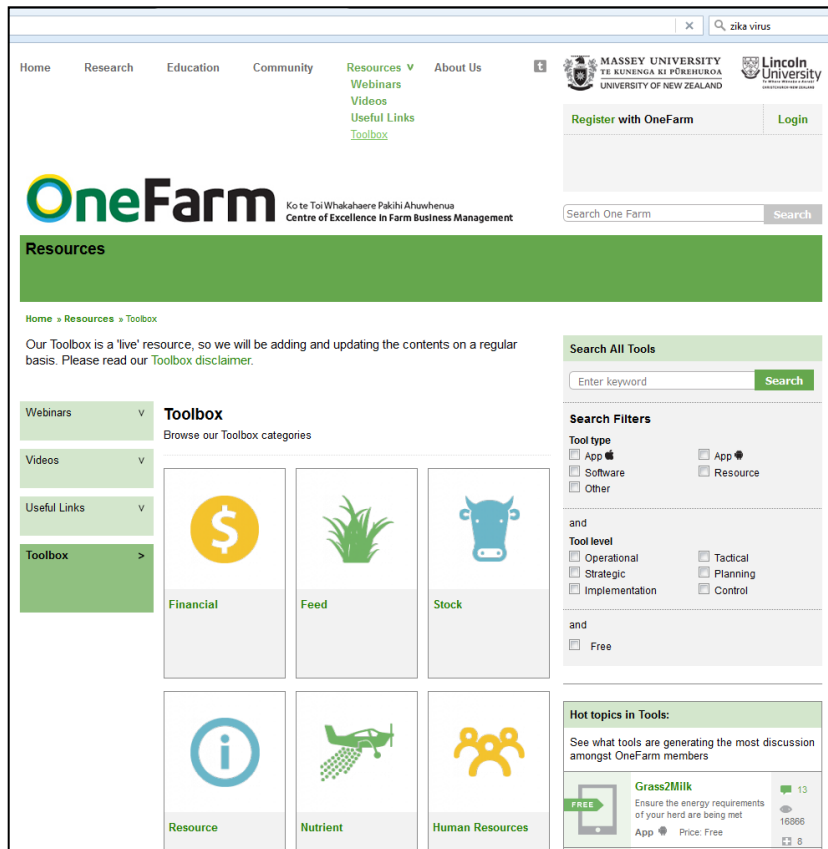 zika virus
Home Research Education Community Resources v About Us t
Webinars
Videos
Useful Links
Toolbox
MASSEY UNIVERSITY
TE KUNENGA KI PŪREHUROA
UNIVERSITY OF NEW ZEALAND
Lincoln
University
Register with OneFarm Login
OneFarm
Ko te Toi Whakahaere Pakihi Ahuwhenua
Centre of Excellence In Farm Business Management
Search One Farm Search
Resources
Home » Resources » Toolbox
Our Toolbox is a 'live' resource, so we will be adding and updating the contents on a regular
basis. Please read our Toolbox disclaimer.
Webinars v
Videos v
Useful Links v
Toolbox >
Toolbox
Browse our Toolbox categories
Financial Feed Stock
Resource Nutrient Human Resources
Search All Tools
Enter keyword Search
Search Filters
Tool type
App App
Software Resource
Other
and
Tool level
Operational Tactical
Strategic Planning
Implementation Control
and
Free
Hot topics in Tools:
See what tools are generating the most discussion
amongst OneFarm members
FREE
Grass2Milk
Ensure the energy requirements
of your herd are being met
App Price: Free
13
16866
8